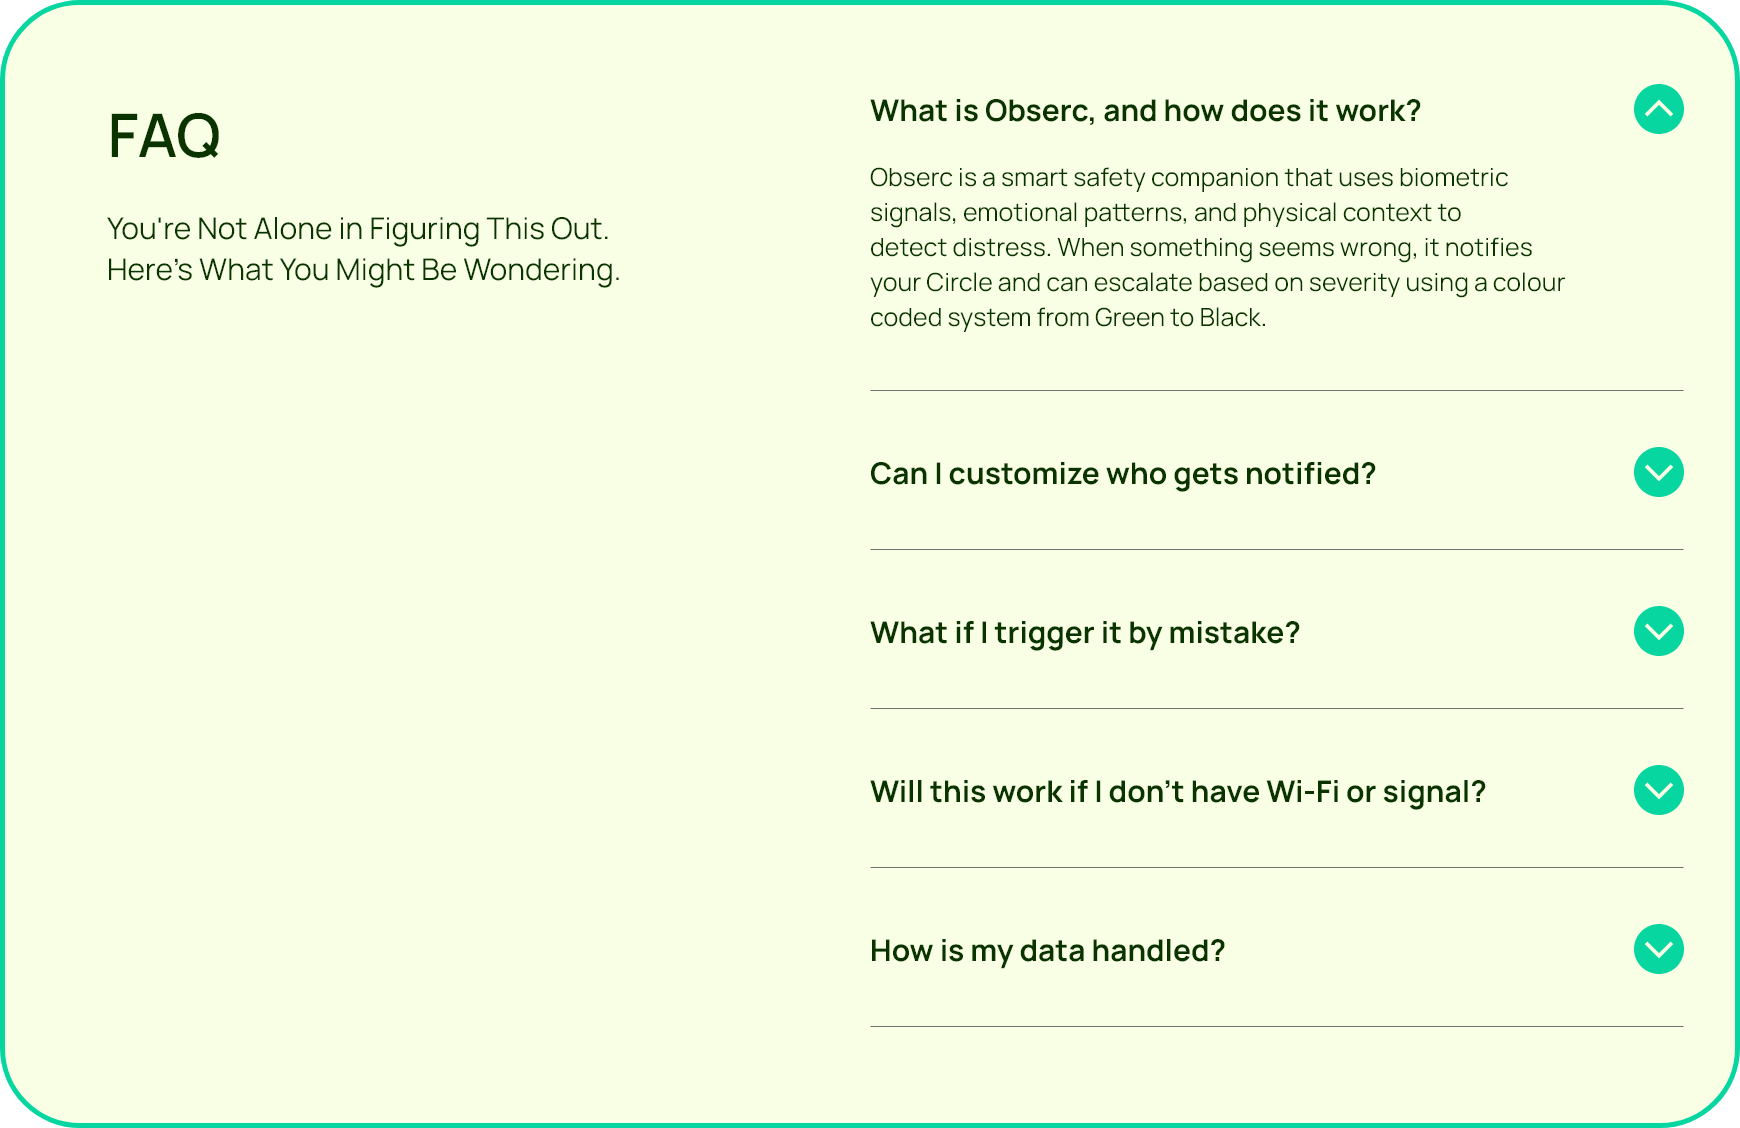 FAQ
You're Not Alone in Figuring This Out.
Here’s What You Might Be Wondering.
What is Obserc, and how does it work?
Obserc is a smart safety companion that uses biometric
signals, emotional patterns, and physical context to
detect distress. When something seems wrong, it notifies
your Circle and can escalate based on severity using a colour
coded system from Green to Black.
Can I customize who gets notified?
What if I trigger it by mistake?
Will this work if I don’t have Wi-Fi or signal?
How is my data handled?